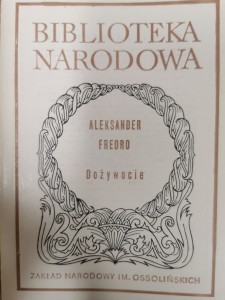 BIBLIOTEKA
NARODOWA
ALEKSANDER
FREDRO
Dożywocie
ZAKŁAD NARODOWY IM. OSSOLIŃSKICH